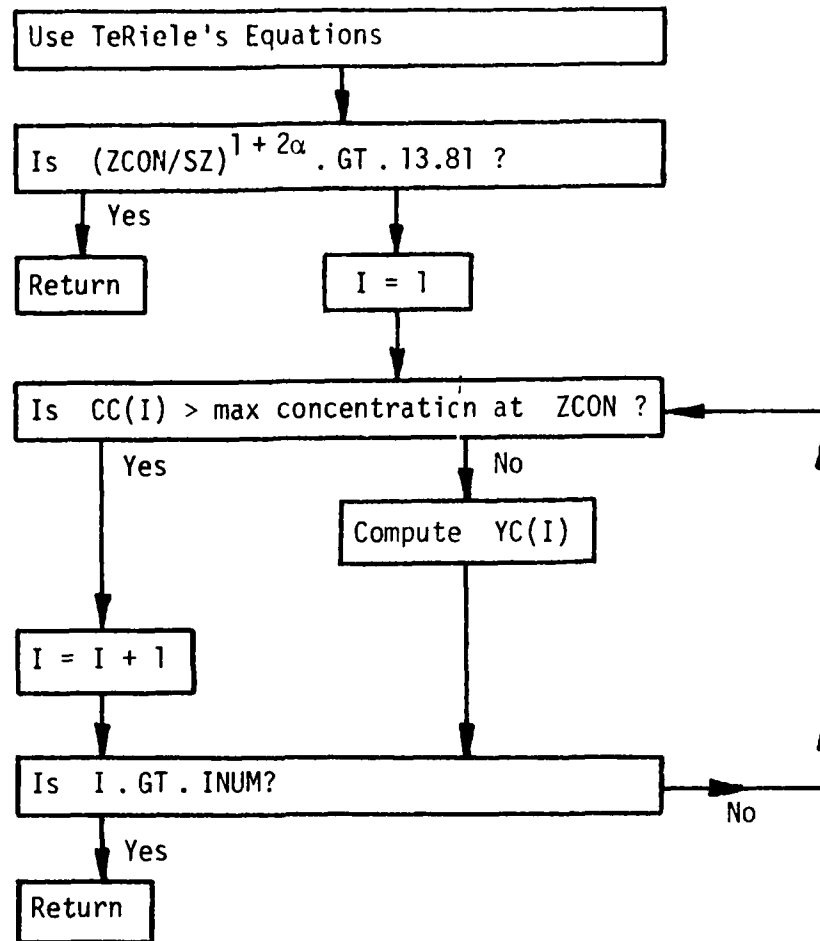 Use TeRiele's Equations
Is (ZCON/SZ)^1 + 2α . GT . 13.81 ?
Yes
Return
I = 1
Is CC(I) > max concentration at ZCON ?
Yes
No
Compute YC(I)
I = I + 1
Is I . GT . INUM?
No
Yes
Return